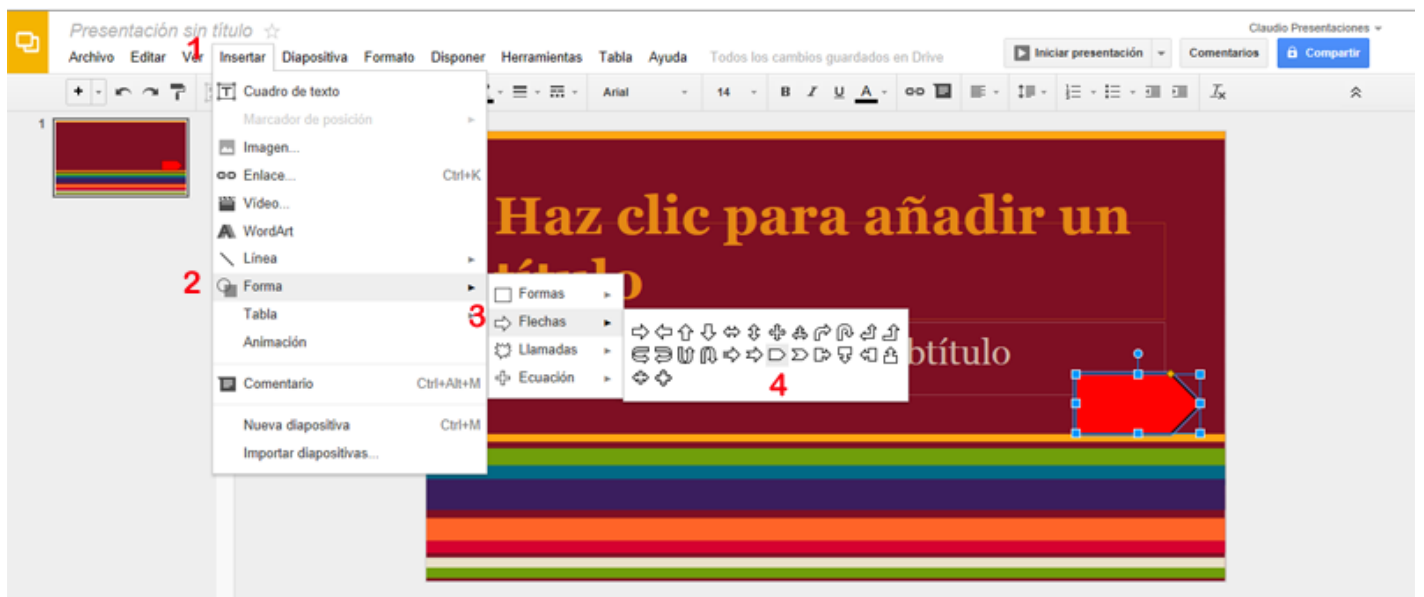 Presentación sin título
Claudio Presentaciones
1
Archivo Editar Ver Insertar Diapositiva Formato Disponer Herramientas Tabla Ayuda Todos los cambios guardados en Drive
Iniciar presentación Comentarios Compartir
Arial 14 B I U A
1
Cuadro de texto
Marcador de posición
Imagen...
Enlace... Ctrl+K
Vídeo...
WordArt
Línea
2 Forma
Tabla
Animación
Comentario Ctrl+Alt+M
Nueva diapositiva Ctrl+M
Importar diapositivas...
3
Formas
Flechas
Llamadas
Ecuación
4
Haz clic para añadir un
título
btítulo